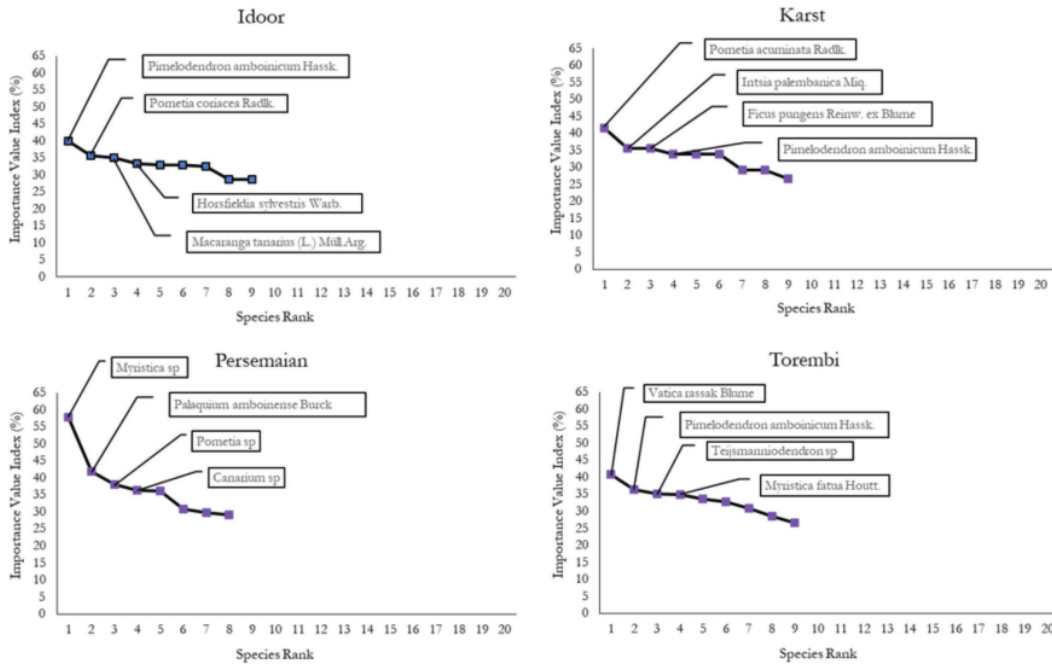 Idoor
Importance Value Index (%)
65
60
55
50
45
40
35
30
25
20
15
10
5
0
Pimelodendron amboinicum Hassk.
Pometia coriacea Radlk.
Horsfieldia sylvestris Warb.
Macaranga tanarius (L.) Müll.Arg.
1 2 3 4 5 6 7 8 9 10 11 12 13 14 15 16 17 18 19 20
Species Rank
Karst
Importance Value Index (%)
65
60
55
50
45
40
35
30
25
20
15
10
5
0
Pometia acuminata Radlk.
Intsia palembanica Miq.
Ficus pungens Reinw. ex Blume
Pimelodendron amboinicum Hassk.
1 2 3 4 5 6 7 8 9 10 11 12 13 14 15 16 17 18 19 20
Species Rank
Persemaian
Importance Value Index (%)
65
60
55
50
45
40
35
30
25
20
15
10
5
0
Myristica sp
Palaquium amboinense Burck
Pometia sp
Canarium sp
1 2 3 4 5 6 7 8 9 10 11 12 13 14 15 16 17 18 19 20
Species Rank
Torembi
Importance Value Index (%)
65
60
55
50
45
40
35
30
25
20
15
10
5
0
Vatica rassak Blume
Pimelodendron amboinicum Hassk.
Teijsmanniodendron sp
Myristica fatua Houtt.
1 2 3 4 5 6 7 8 9 10 11 12 13 14 15 16 17 18 19 20
Species Rank